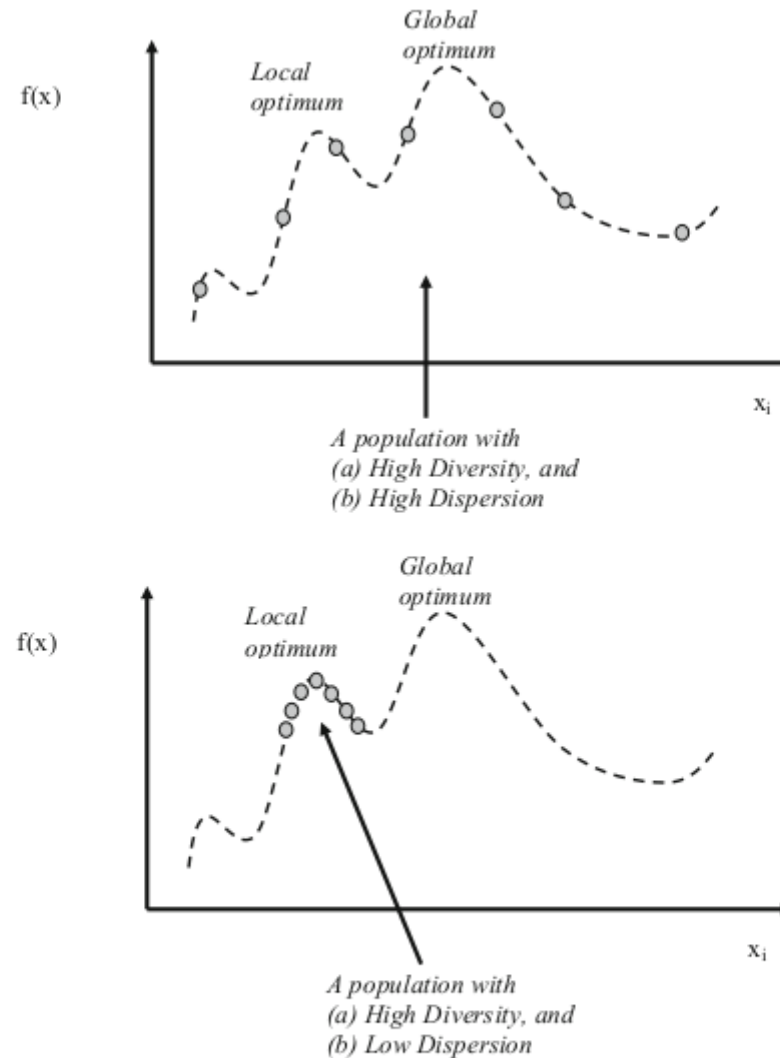 Global
optimum
Local
optimum
f(x)
xᵢ
A population with
(a) High Diversity, and
(b) High Dispersion
Global
optimum
Local
optimum
f(x)
xᵢ
A population with
(a) High Diversity, and
(b) Low Dispersion